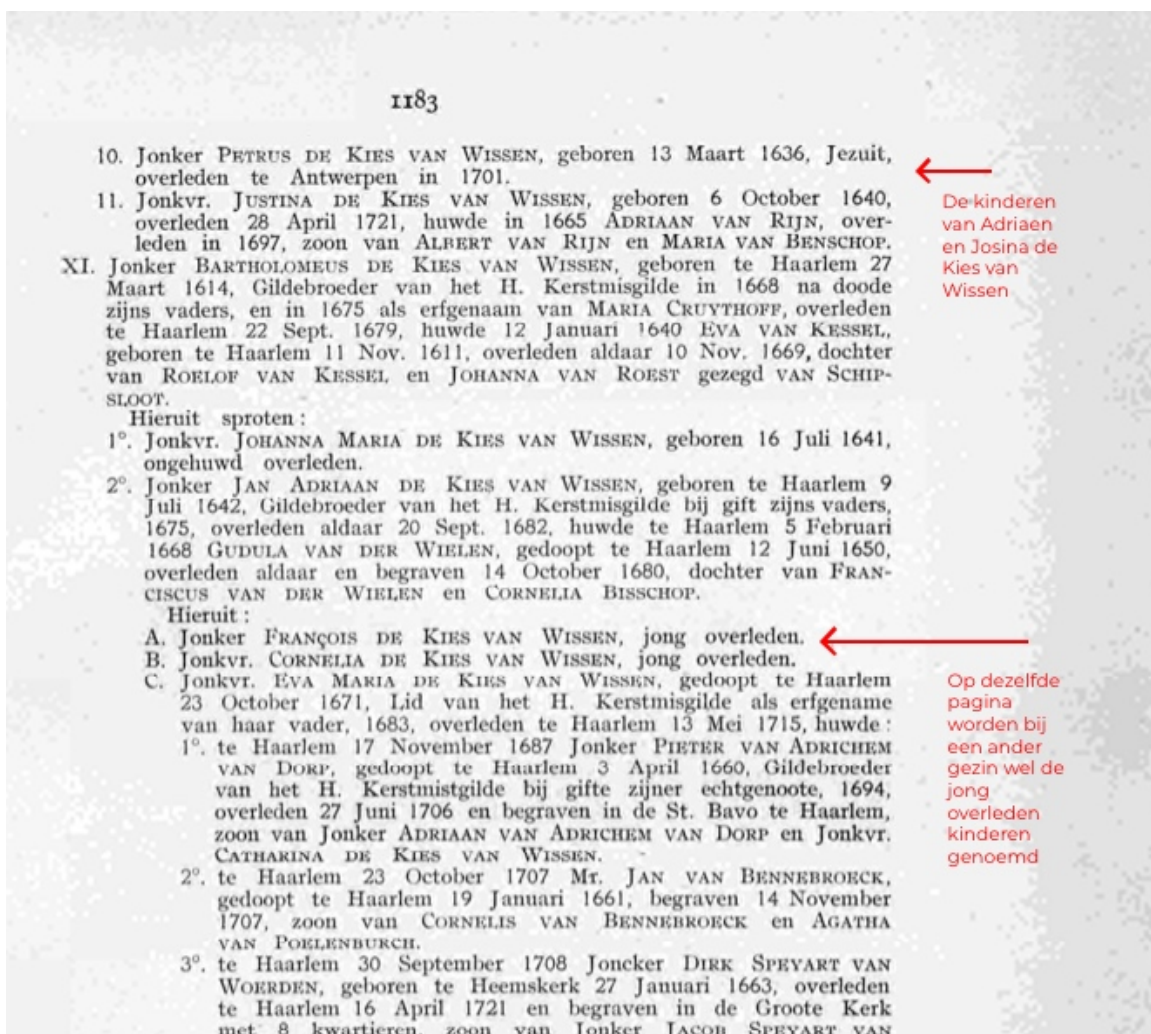 1183
10. Jonker PETRUS DE KIES VAN WISSEN, geboren 13 Maart 1636, Jezuit,
overleden te Antwerpen in 1701.
11. Jonkvr. JUSTINA DE KIES VAN WISSEN, geboren 6 October 1640,
overleden 28 April 1721, huwde in 1665 ADRIAAN VAN RIJN, over-
leden in 1697, zoon van ALBERT VAN RIJN en MARIA VAN BENSCHOP.
De kinderen
van Adriaen
en Josina de
Kies van
Wissen
XI. Jonker BARTHOLOMEUS DE KIES VAN WISSEN, geboren te Haarlem 27
Maart 1614, Gildebroeder van het H. Kerstmisgilde in 1668 na doode
zijns vaders, en in 1675 als erfgenaam van MARIA CRUYTHOFF, overleden
te Haarlem 22 Sept. 1679, huwde 12 Januari 1640 EVA VAN KESSEL,
geboren te Haarlem 11 Nov. 1611, overleden aldaar 10 Nov. 1669, dochter
van ROELOF VAN KESSEL en JOHANNA VAN ROEST gezegd VAN SCHIP-
SLOOT.
Hieruit sproten :
1°. Jonkvr. JOHANNA MARIA DE KIES VAN WISSEN, geboren 16 Juli 1641,
ongehuwd overleden.
2°. Jonker JAN ADRIAAN DE KIES VAN WISSEN, geboren te Haarlem 9
Juli 1642, Gildebroeder van het H. Kerstmisgilde bij gift zijns vaders,
1675, overleden aldaar 20 Sept. 1682, huwde te Haarlem 5 Februari
1668 GUDULA VAN DER WIELEN, gedoopt te Haarlem 12 Juni 1650,
overleden aldaar en begraven 14 October 1680, dochter van FRAN-
CISCUS VAN DER WIELEN en CORNELIA BISSCHOP.
Hieruit :
A. Jonker FRANÇOIS DE KIES VAN WISSEN, jong overleden.
B. Jonkvr. CORNELIA DE KIES VAN WISSEN, jong overleden.
C. Jonkvr. EVA MARIA DE KIES VAN WISSEN, gedoopt te Haarlem
23 October 1671, Lid van het H. Kerstmisgilde als erfgename
van haar vader, 1683, overleden te Haarlem 13 Mei 1715, huwde :
Op dezelfde
pagina
worden bij
een ander
gezin wel de
jong
overleden
kinderen
genoemd
1°. te Haarlem 17 November 1687 Jonker PIETER VAN ADRICHEM
VAN DORP, gedoopt te Haarlem 3 April 1660, Gildebroeder
van het H. Kerstmistgilde bij gifte zijner echtgenoote, 1694,
overleden 27 Juni 1706 en begraven in de St. Bavo te Haarlem,
zoon van Jonker ADRIAAN VAN ADRICHEM VAN DORP en Jonkvr.
CATHARINA DE KIES VAN WISSEN.
2°. te Haarlem 23 October 1707 Mr. JAN VAN BENNEBROECK,
gedoopt te Haarlem 19 Januari 1661, begraven 14 November
1707, zoon van CORNELIS VAN BENNEBROECK en AGATHA
VAN POELENBURCH.
3°. te Haarlem 30 September 1708 Joncker DIRK SPEYART VAN
WOERDEN, geboren te Heemskerk 27 Januari 1663, overleden
te Haarlem 16 April 1721 en begraven in de Groote Kerk
met 8 kwartieren, zoon van Jonker JACOB SPEYART VAN